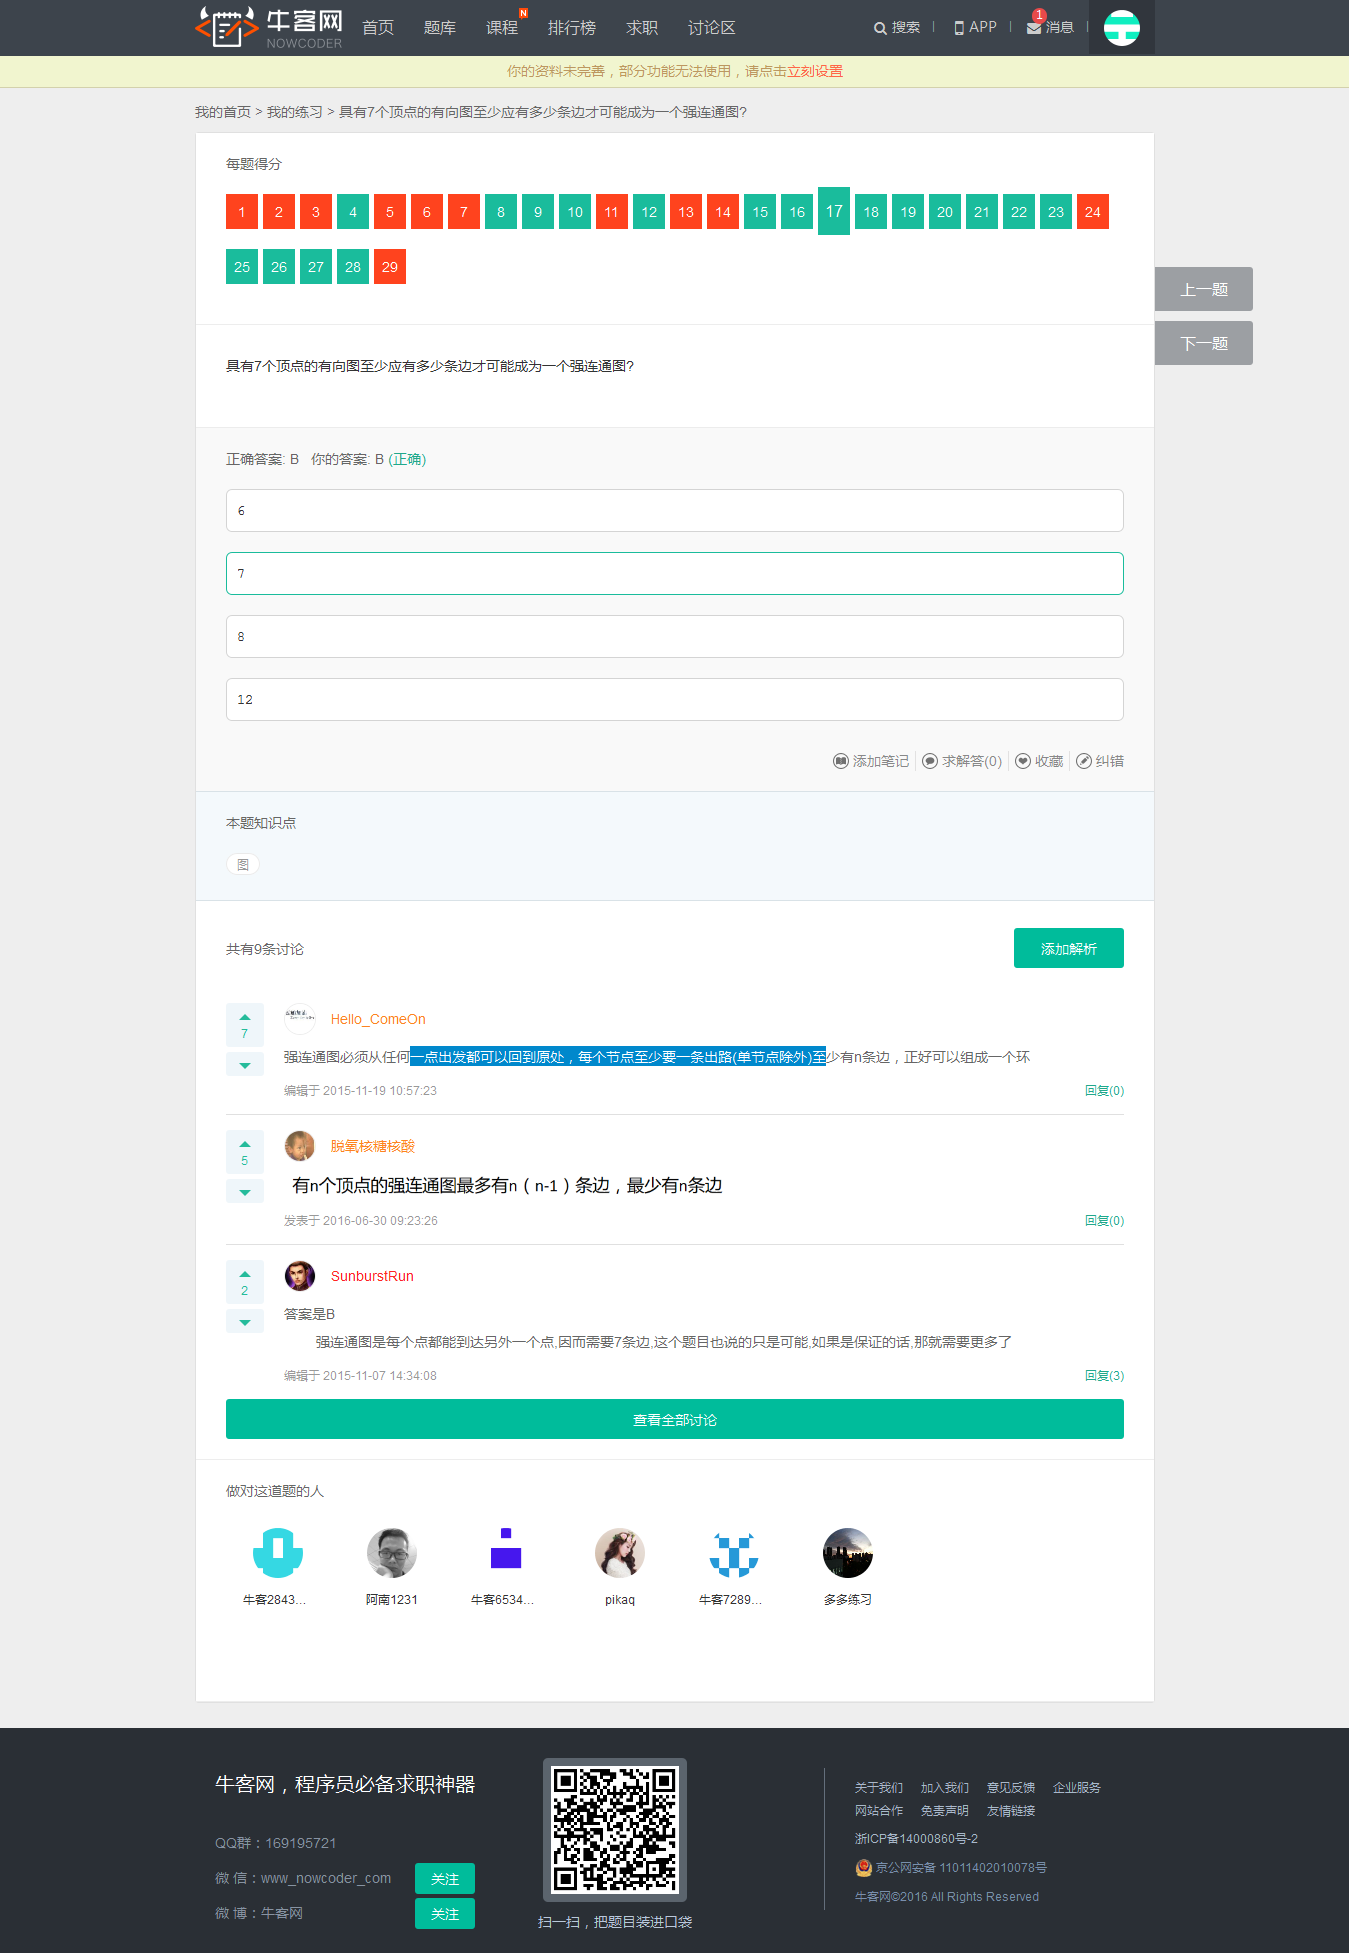 牛客网
NOWCODER
首页 题库 课程 N 排行榜 求职 讨论区 搜索 APP 1 消息
你的资料未完善，部分功能无法使用，请点击立刻设置
我的首页 > 我的练习 > 具有7个顶点的有向图至少应有多少条边才可能成为一个强连通图?
每题得分
1 2 3 4 5 6 7 8 9 10 11 12 13 14 15 16 17 18 19 20 21 22 23 24
25 26 27 28 29
上一题
下一题
具有7个顶点的有向图至少应有多少条边才可能成为一个强连通图?
正确答案: B 你的答案: B (正确)
6
7
8
12
添加笔记 求解答(0) 收藏 纠错
本题知识点
图
共有9条讨论 添加解析
7
Hello_ComeOn
强连通图必须从任何一点出发都可以回到原处，每个节点至少要一条出路(单节点除外)至少有n条边，正好可以组成一个环
编辑于 2015-11-19 10:57:23 回复(0)
5
脱氧核糖核酸
有n个顶点的强连通图最多有n（n-1）条边，最少有n条边
发表于 2016-06-30 09:23:26 回复(0)
2
SunburstRun
答案是B
强连通图是每个点都能到达另外一个点,因而需要7条边,这个题目也说的只是可能,如果是保证的话,那就需要更多了
编辑于 2015-11-07 14:34:08 回复(3)
查看全部讨论
做对这道题的人
牛客2843... 阿南1231 牛客6534... pikaq 牛客7289... 多多练习
牛客网，程序员必备求职神器
QQ群：169195721
微 信：www_nowcoder_com 关注
微 博：牛客网 关注
扫一扫，把题目装进口袋
关于我们 加入我们 意见反馈 企业服务
网站合作 免责声明 友情链接
浙ICP备14000860号-2
京公网安备 11011402010078号
牛客网©2016 All Rights Reserved